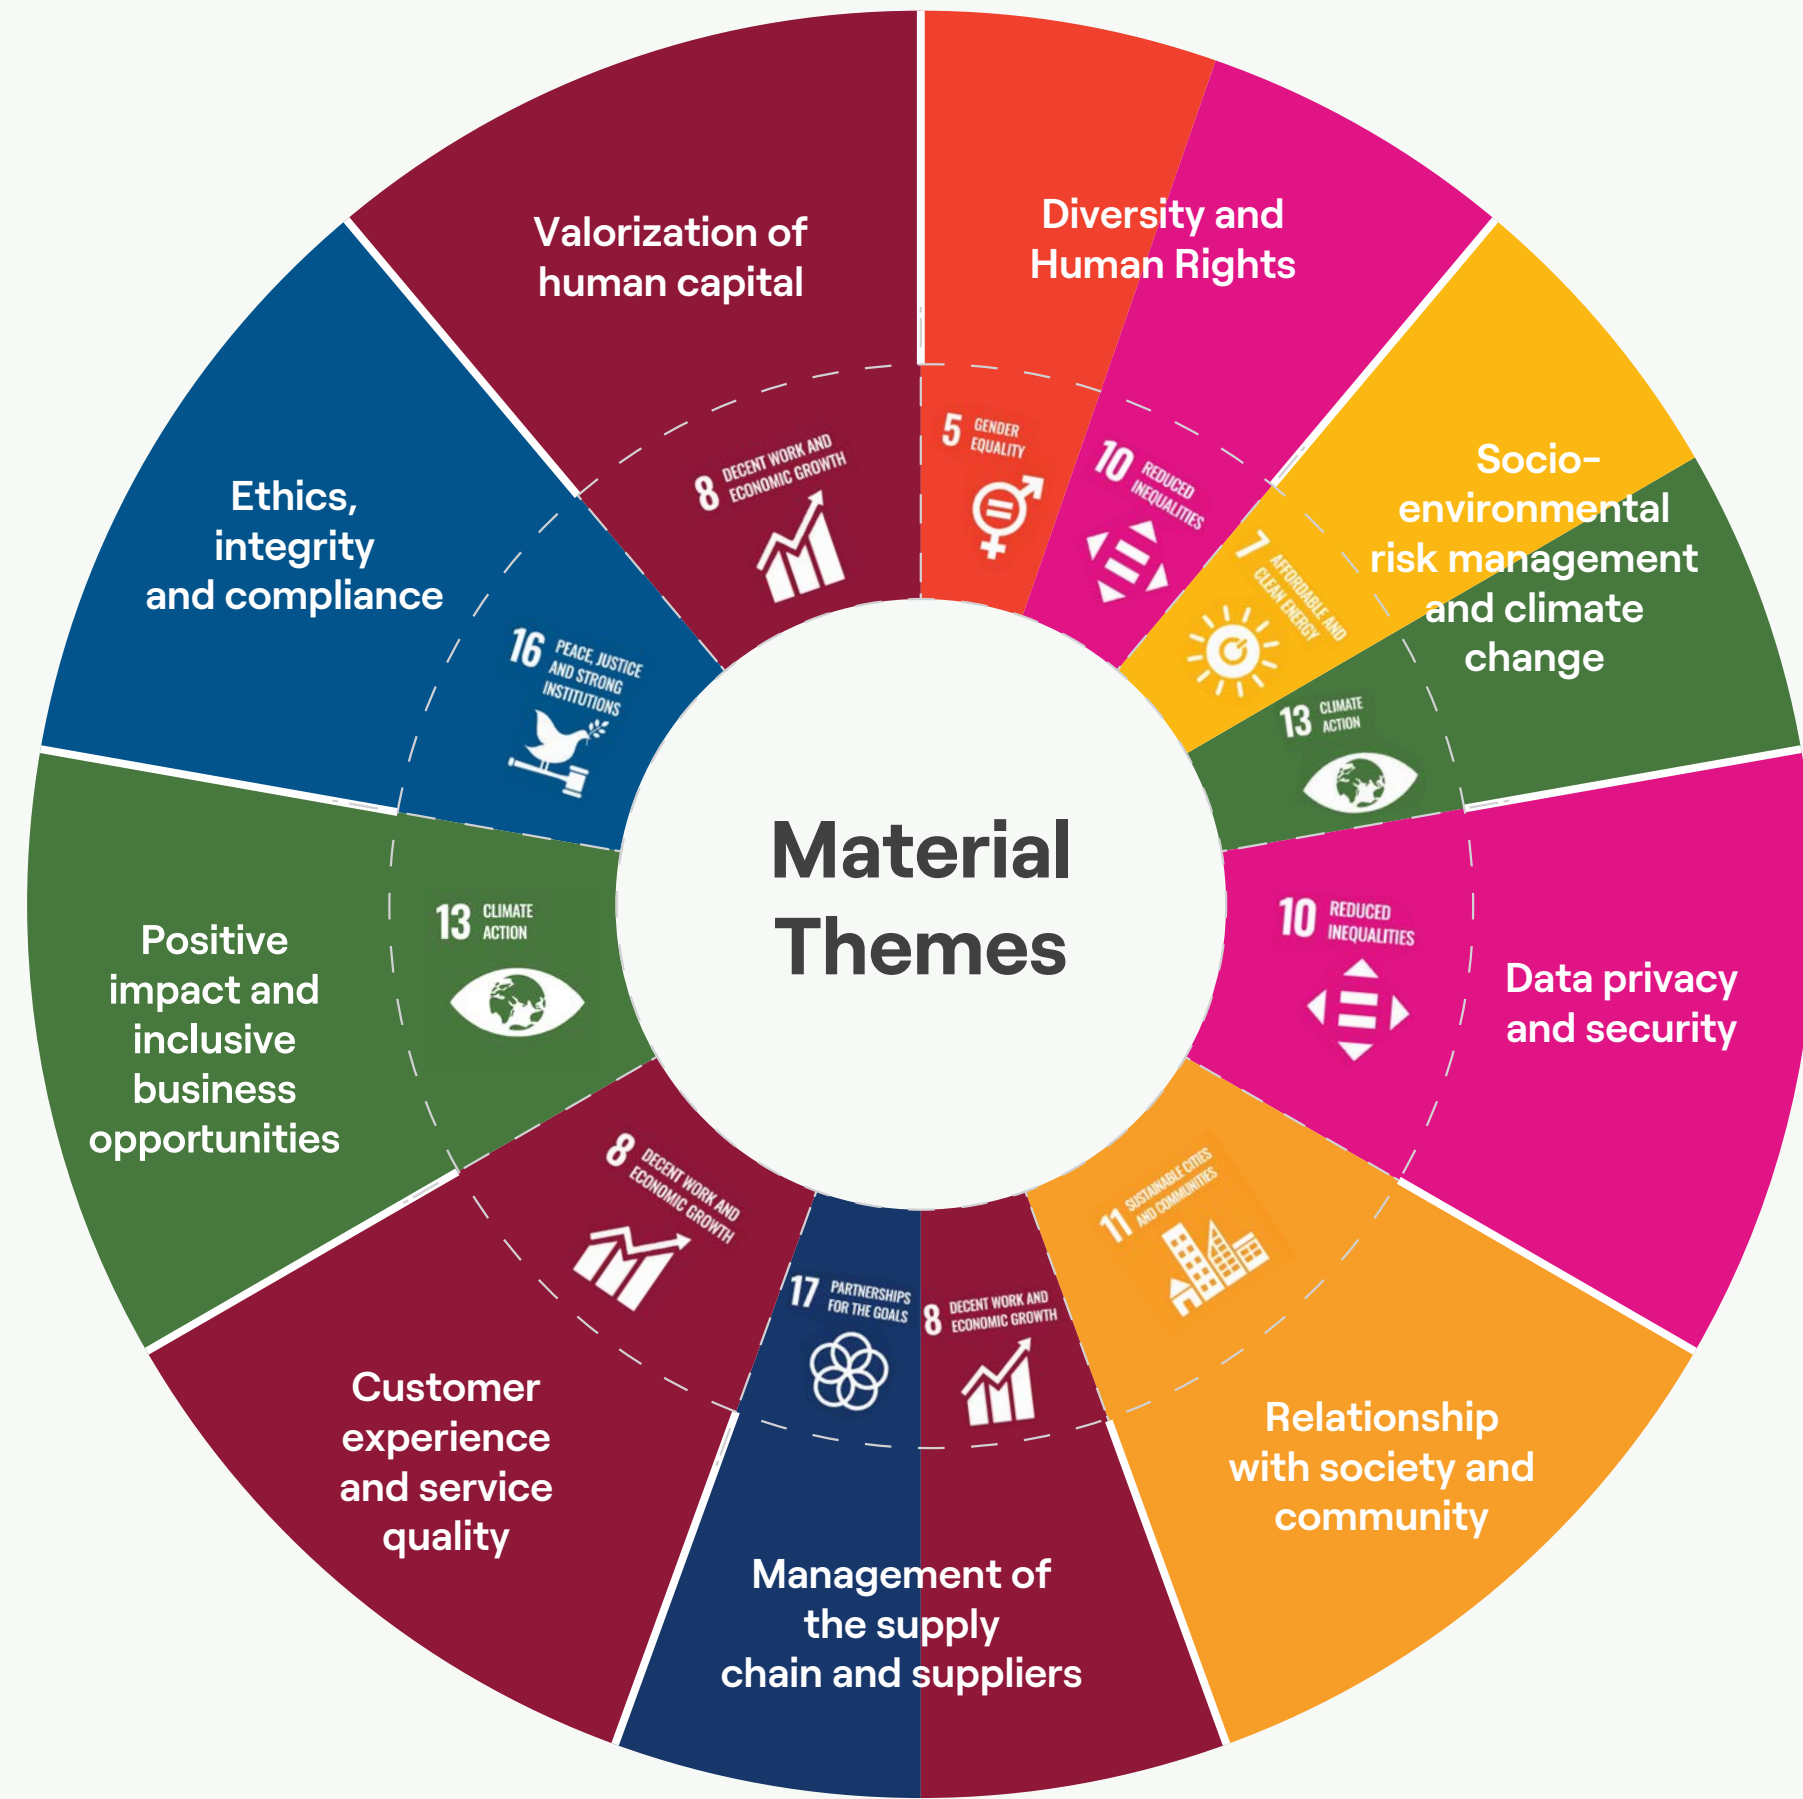 Material
Themes
Valorization of
human capital
8 DECENT WORK AND
ECONOMIC GROWTH
Diversity and
Human Rights
5 GENDER
EQUALITY
10 REDUCED
INEQUALITIES
Socio-
environmental
risk management
and climate
change
7 AFFORDABLE AND
CLEAN ENERGY
13 CLIMATE
ACTION
Data privacy
and security
10 REDUCED
INEQUALITIES
Relationship
with society and
community
11 SUSTAINABLE CITIES
AND COMMUNITIES
Management of
the supply
chain and suppliers
17 PARTNERSHIPS
FOR THE GOALS
8 DECENT WORK AND
ECONOMIC GROWTH
Customer
experience
and service
quality
8 DECENT WORK AND
ECONOMIC GROWTH
Positive
impact and
inclusive
business
opportunities
13 CLIMATE
ACTION
Ethics,
integrity
and compliance
16 PEACE, JUSTICE
AND STRONG
INSTITUTIONS